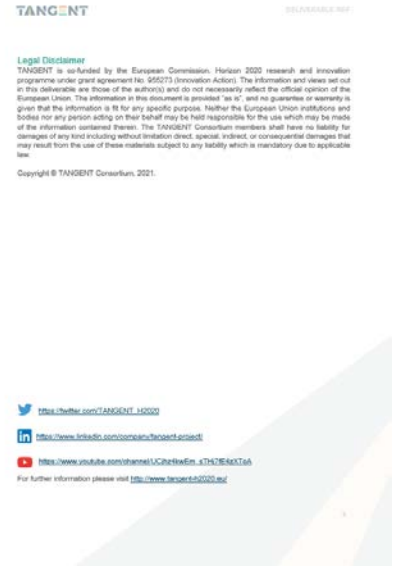 TANGENT
DELIVERABLE REF
Legal Disclaimer
TANGENT is co-funded by the European Commission, Horizon 2020 research and innovation
programme under grant agreement No. 955273 (Innovation Action). The information and views set out
in this deliverable are those of the author(s) and do not necessarily reflect the official opinion of the
European Union. The information in this document is provided "as is", and no guarantee or warranty is
given that the information is fit for any specific purpose. Neither the European Union institutions and
bodies nor any person acting on their behalf may be held responsible for the use which may be made
of the information contained therein. The TANGENT Consortium members shall have no liability for
damages of any kind including without limitation direct, special, indirect, or consequential damages that
may result from the use of these materials subject to any liability which is mandatory due to applicable
law.
Copyright © TANGENT Consortium, 2021.
https://twitter.com/TANGENT_H2020
in https://www.linkedin.com/company/tangent-project/
For further information please visit http://www.tangent-h2020.eu/